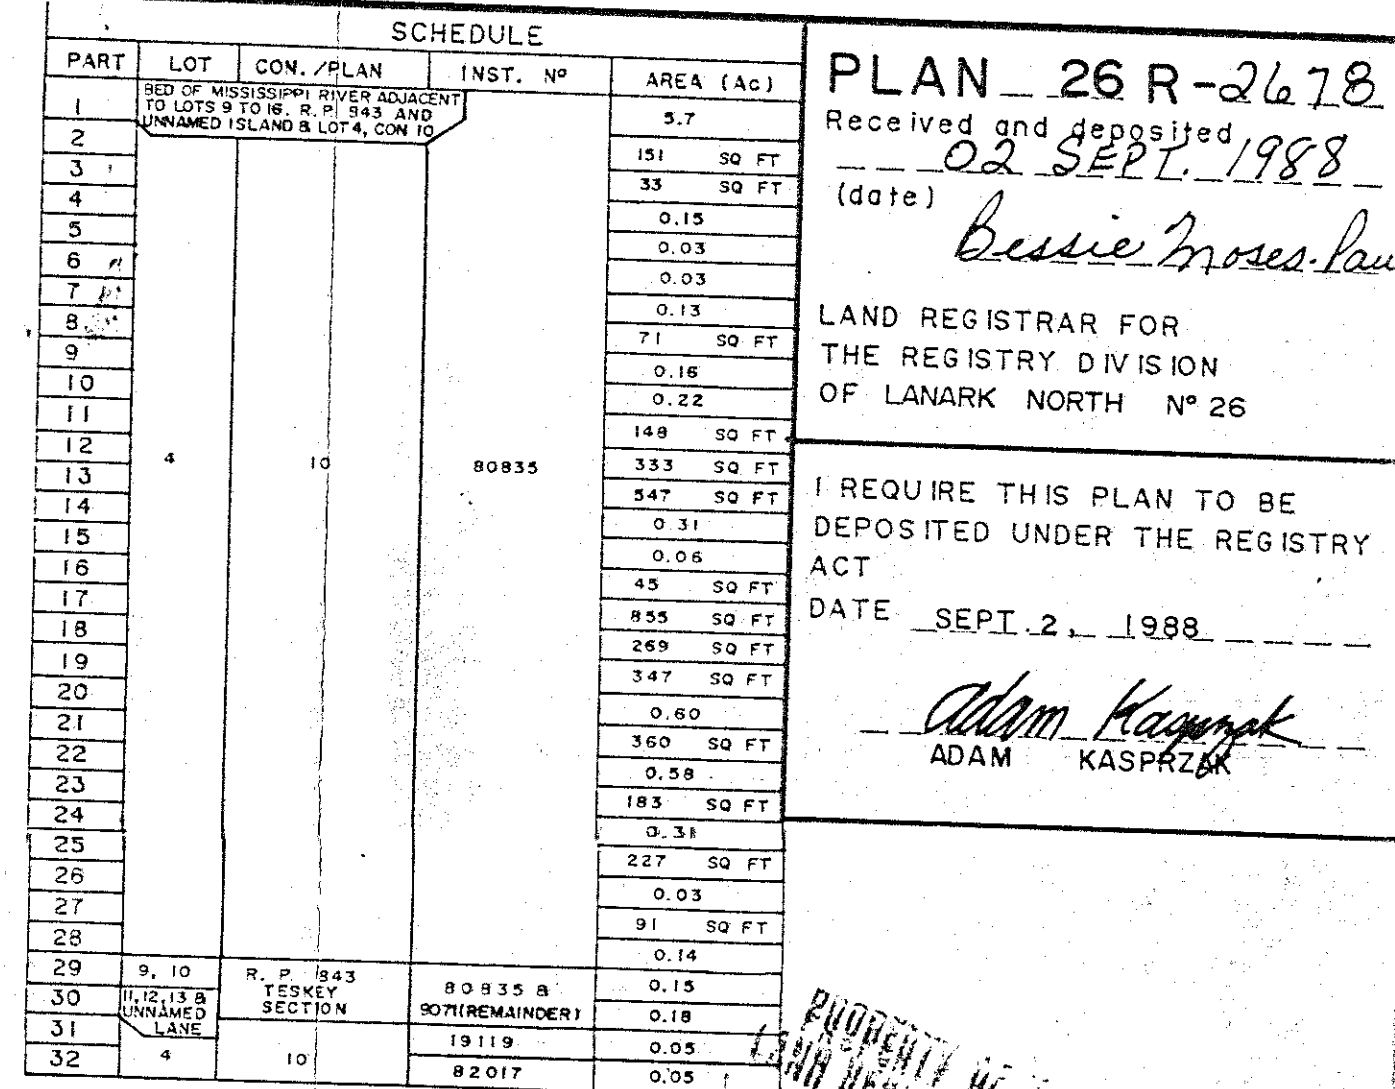 SCHEDULE
PART LOT CON./PLAN INST. Nº AREA (Ac)
BED OF MISSISSIPPI RIVER ADJACENT
TO LOTS 9 TO 16, R.P. 943 AND
UNNAMED ISLAND & LOT 4, CON 10
1 5.7
2 151 SQ FT
3 33 SQ FT
4 0.15
5 0.03
6 0.03
7 0.13
8 71 SQ FT
9 0.16
10 0.22
11 148 SQ FT
12 333 SQ FT
4 10 80835
13 547 SQ FT
14 0.31
15 0.06
16 45 SQ FT
17 855 SQ FT
18 269 SQ FT
19 347 SQ FT
20 0.60
21 360 SQ FT
22 0.58
23 183 SQ FT
24 0.31
25 227 SQ FT
26 0.03
27 91 SQ FT
28 0.14
29 9, 10 R. P. 843 0.15
TESKEY
SECTION
80835 &
9071(REMAINDER)
30 11,12,13 & 0.18
UNNAMED
LANE
31 19119 0.05
4 10
32 82017 0.05
PLAN 26 R-2678
Received and deposited
02 SEPT. 1988
(date)
Bessie Moses-Pau
LAND REGISTRAR FOR
THE REGISTRY DIVISION
OF LANARK NORTH Nº 26
I REQUIRE THIS PLAN TO BE
DEPOSITED UNDER THE REGISTRY
ACT
DATE SEPT. 2, 1988
Adam Kasprzak
ADAM KASPRZAK
PROPERTY OF